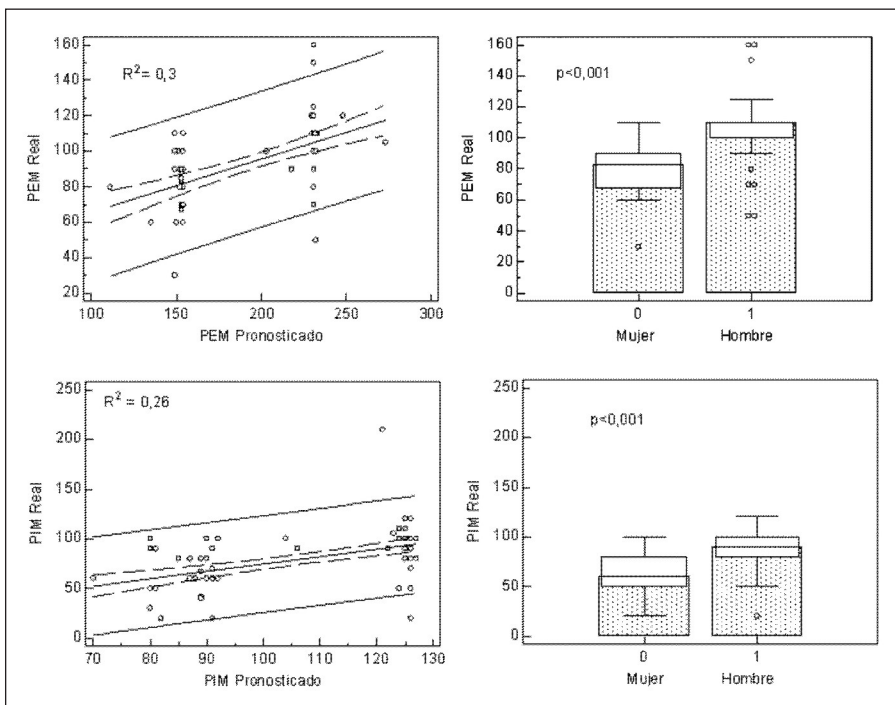 160
140
120
100
80
60
40
20
PEM Real
R²= 0,3
100 150 200 250 300
PEM Pronosticado
160
140
120
100
80
60
40
20
0
PEM Real
p<0,001
0 1
Mujer Hombre
250
200
150
100
50
0
PIM Real
R² = 0,26
70 80 90 100 110 120 130
PIM Pronosticado
250
200
150
100
50
0
PIM Real
p<0,001
0 1
Mujer Hombre